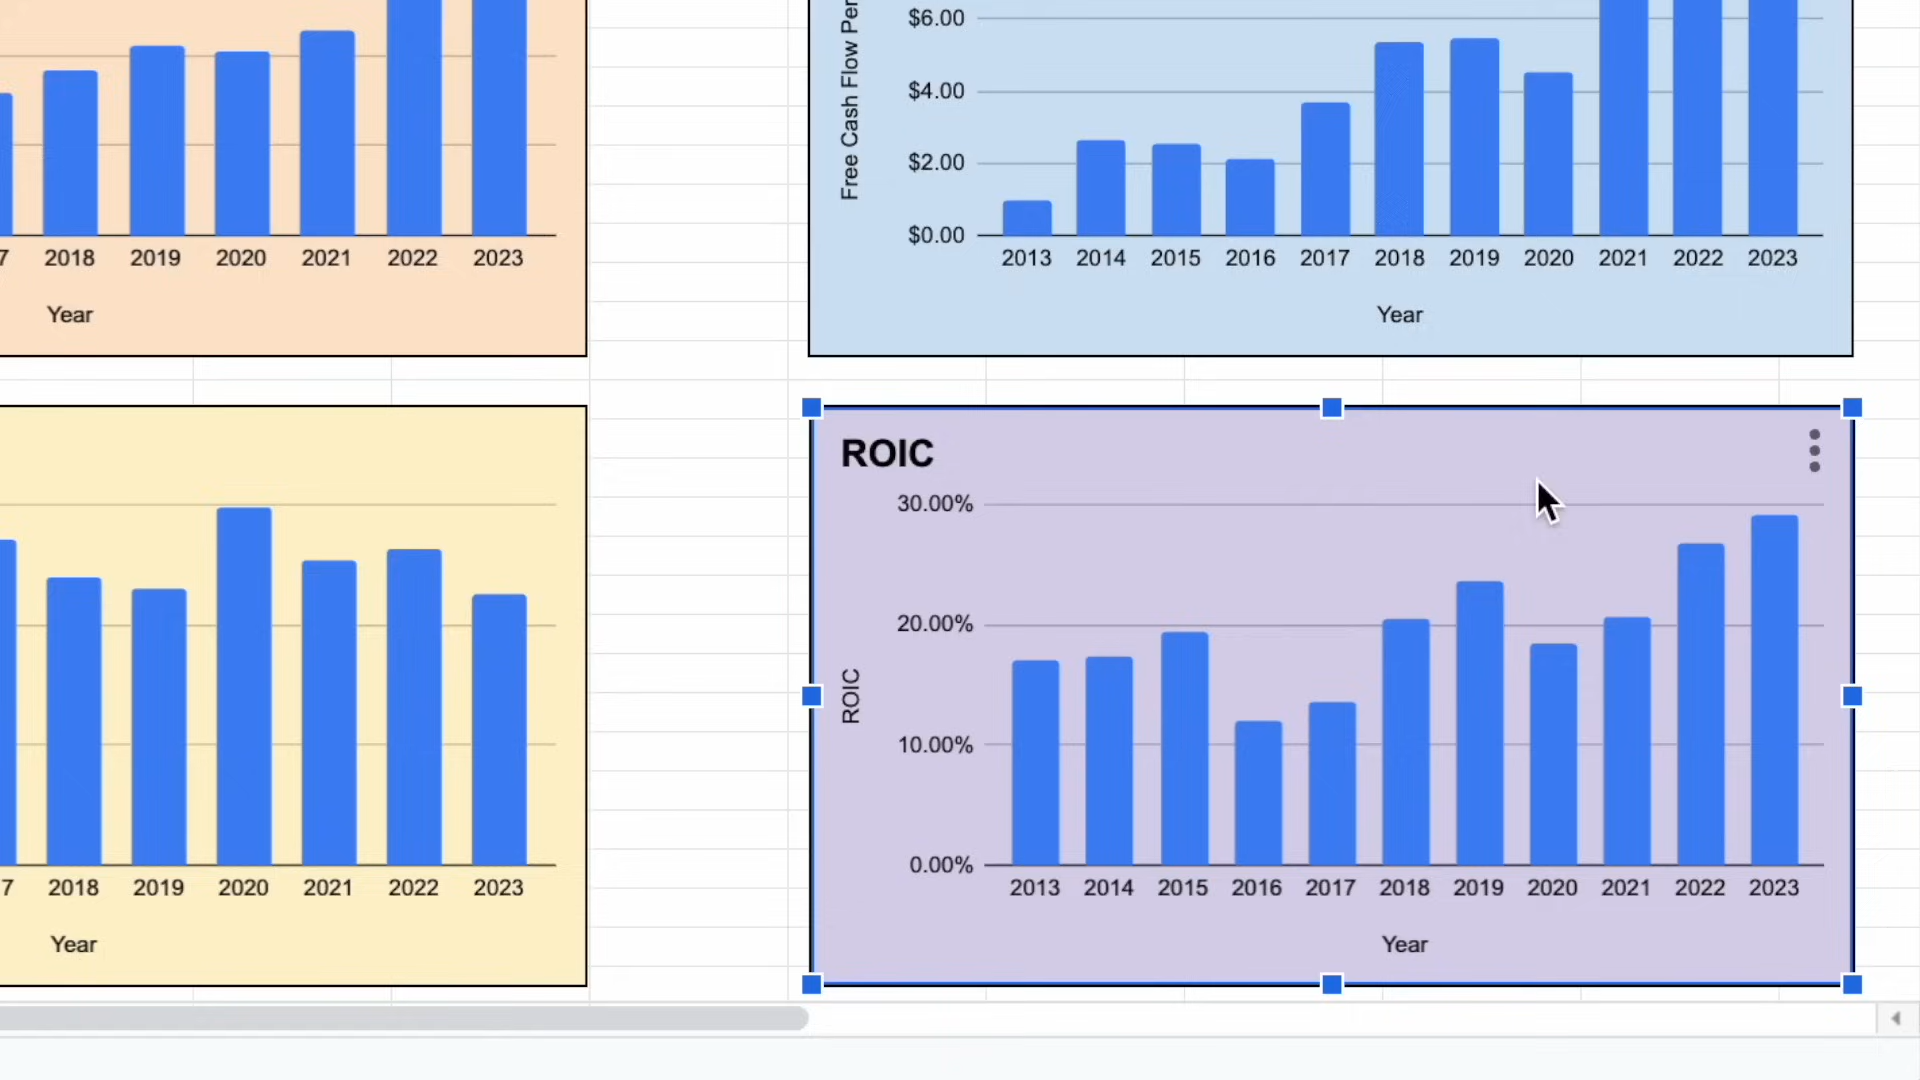 2018 2019 2020 2021 2022 2023
Year
Free Cash Flow Per
$6.00
$4.00
$2.00
$0.00
2013 2014 2015 2016 2017 2018 2019 2020 2021 2022 2023
Year
7 2018 2019 2020 2021 2022 2023
Year
ROIC
ROIC
30.00%
20.00%
10.00%
0.00%
2013 2014 2015 2016 2017 2018 2019 2020 2021 2022 2023
Year